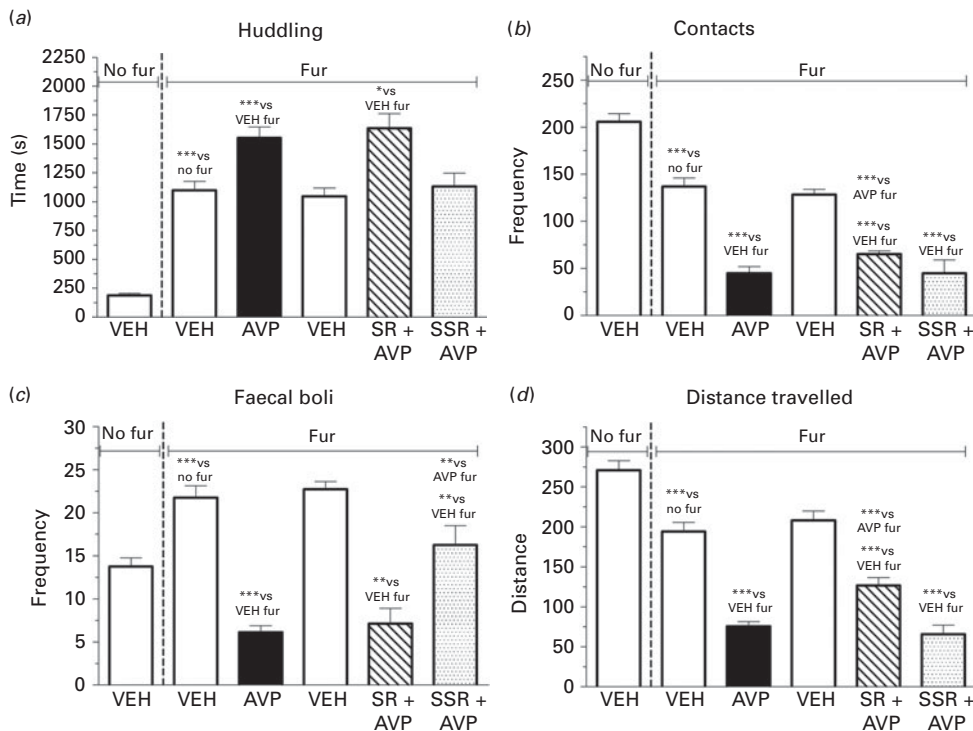 (a)
Huddling
No fur
Fur
Time (s)
2250
2000
1750
1500
1250
1000
750
500
250
0
***vs
no fur
***vs
VEH fur
*vs
VEH fur
VEH
VEH
AVP
VEH
SR +
AVP
SSR +
AVP
(b)
Contacts
No fur
Fur
Frequency
250
200
150
100
50
0
***vs
no fur
***vs
VEH fur
***vs
AVP fur
***vs
VEH fur
***vs
VEH fur
VEH
VEH
AVP
VEH
SR +
AVP
SSR +
AVP
(c)
Faecal boli
No fur
Fur
Frequency
30
25
20
15
10
5
0
***vs
no fur
***vs
VEH fur
**vs
VEH fur
**vs
AVP fur
**vs
VEH fur
VEH
VEH
AVP
VEH
SR +
AVP
SSR +
AVP
(d)
Distance travelled
No fur
Fur
Distance
300
250
200
150
100
50
0
***vs
no fur
***vs
VEH fur
***vs
AVP fur
***vs
VEH fur
***vs
VEH fur
VEH
VEH
AVP
VEH
SR +
AVP
SSR +
AVP